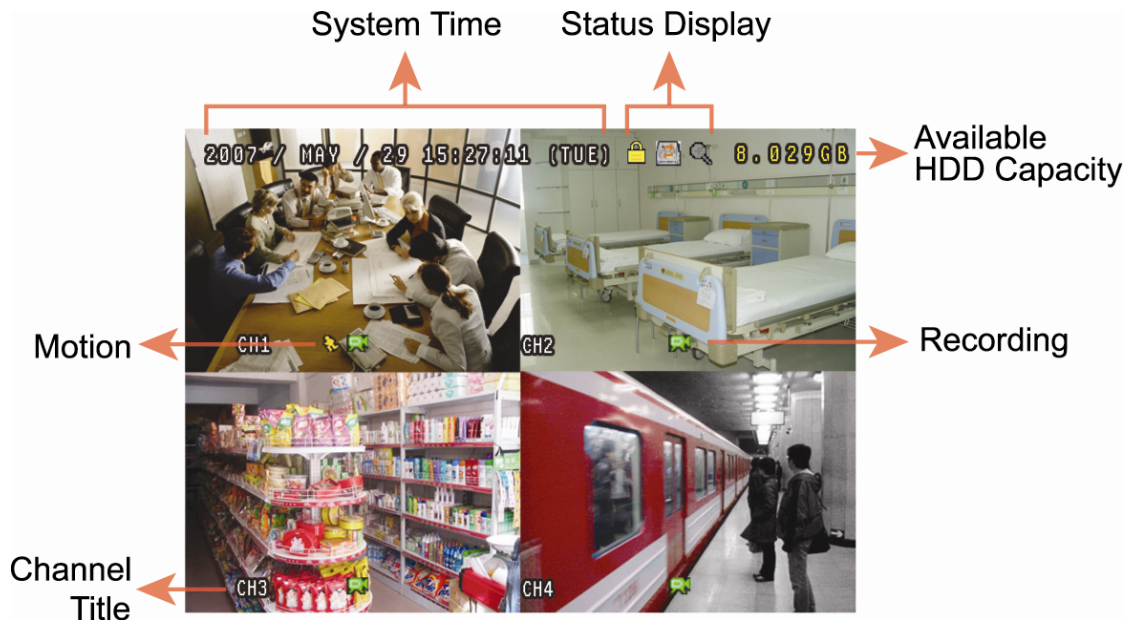 System Time
Status Display
2007 / MAY / 29 15:27:11 (TUE)
8.029GB
Available
HDD Capacity
Motion
CH1
CH2
Recording
Channel
Title
CH3
CH4